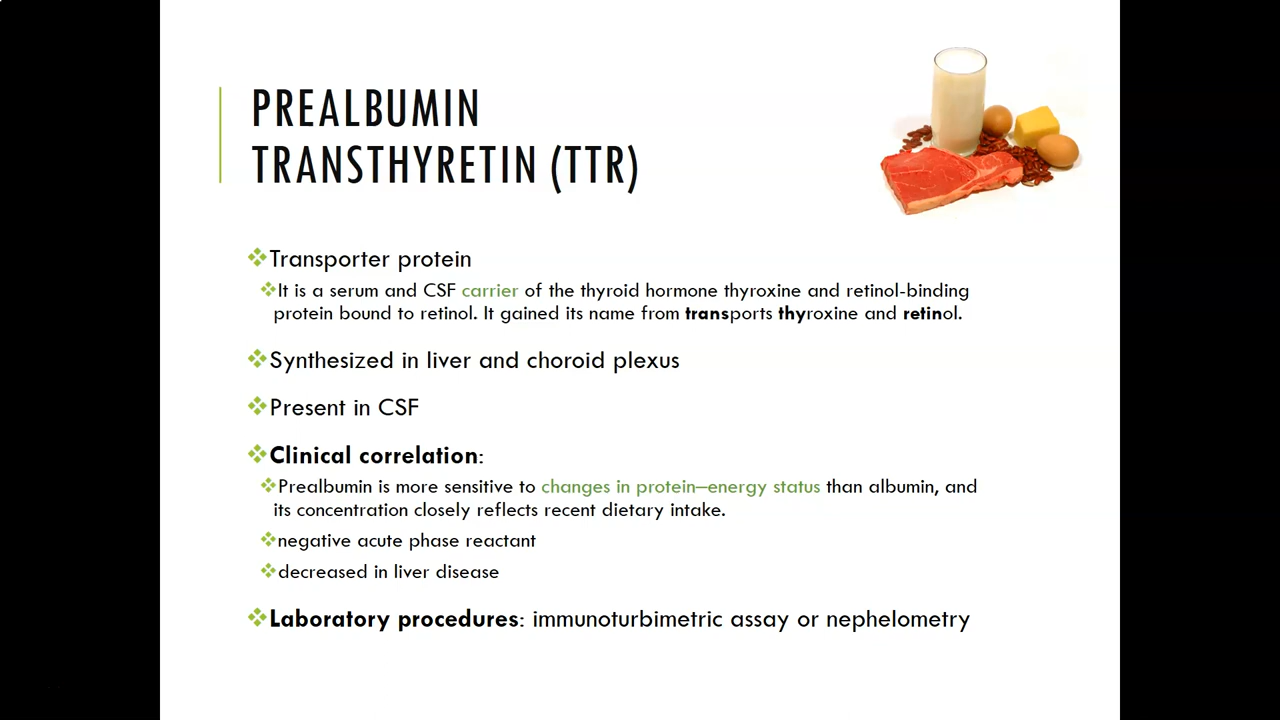 PREALBUMIN
TRANSTHYRETIN (TTR)
Transporter protein
It is a serum and CSF carrier of the thyroid hormone thyroxine and retinol-binding
protein bound to retinol. It gained its name from transports thyroxine and retinol.
Synthesized in liver and choroid plexus
Present in CSF
Clinical correlation:
Prealbumin is more sensitive to changes in protein–energy status than albumin, and
its concentration closely reflects recent dietary intake.
negative acute phase reactant
decreased in liver disease
Laboratory procedures: immunoturbimetric assay or nephelometry